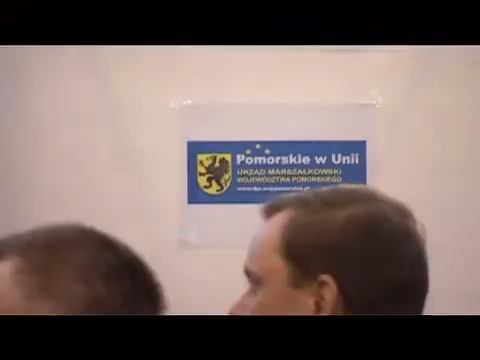 Pomorskie w Unii
URZĄD MARSZAŁKOWSKI
WOJEWÓDZTWA POMORSKIEGO